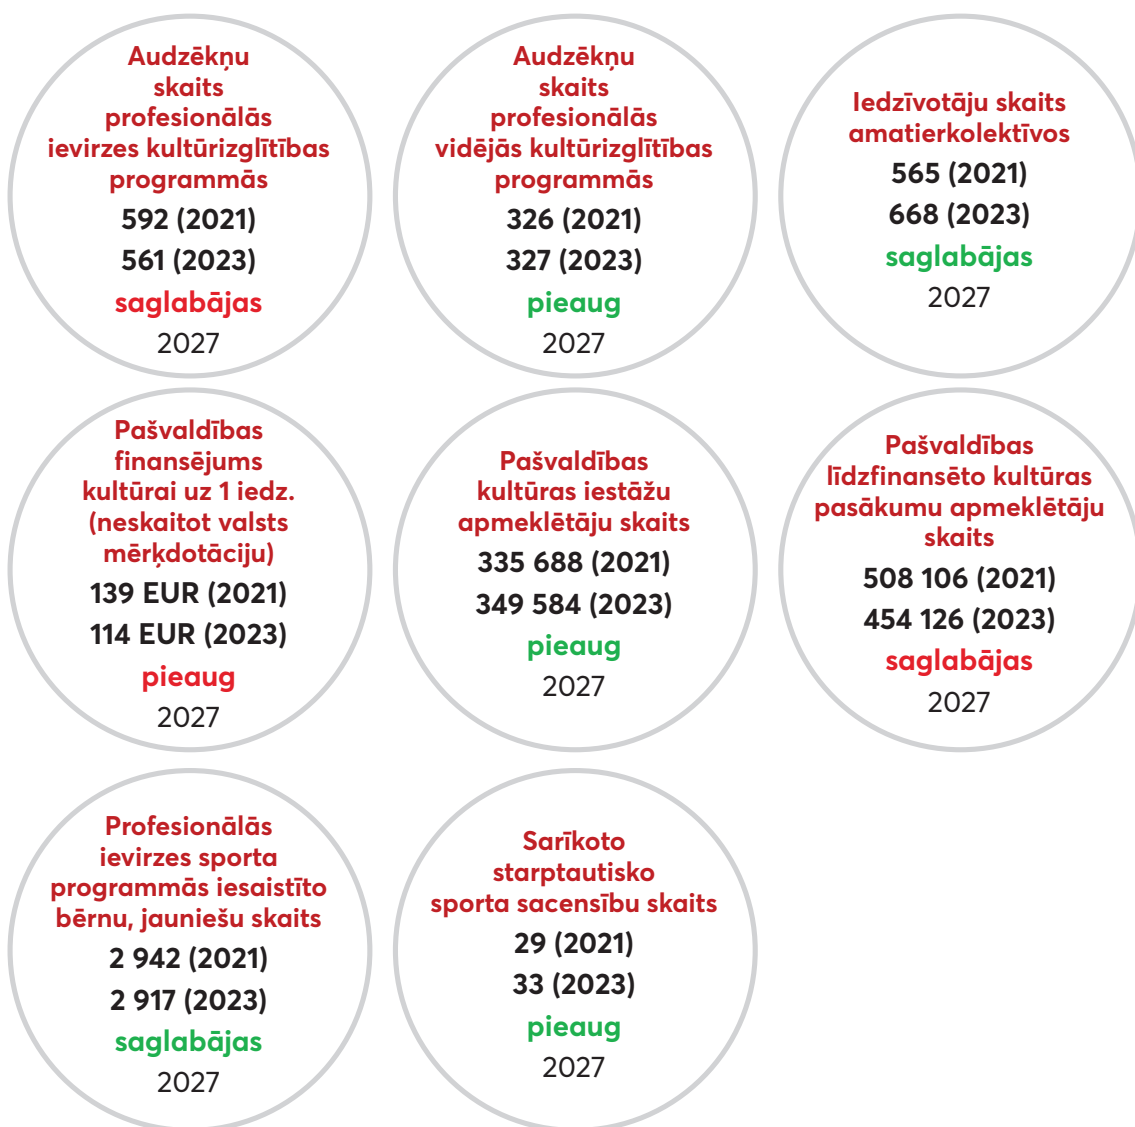 Audzēkņu
skaits
profesionālās
ievirzes kultūrizglītības
programmās
592 (2021)
561 (2023)
saglabājas
2027
Audzēkņu
skaits
profesionālās
vidējās kultūrizglītības
programmās
326 (2021)
327 (2023)
pieaug
2027
Iedzīvotāju skaits
amatierkolektīvos
565 (2021)
668 (2023)
saglabājas
2027
Pašvaldības
finansējums
kultūrai uz 1 iedz.
(neskaitot valsts
mērķdotāciju)
139 EUR (2021)
114 EUR (2023)
pieaug
2027
Pašvaldības
kultūras iestāžu
apmeklētāju skaits
335 688 (2021)
349 584 (2023)
pieaug
2027
Pašvaldības
līdzfinansēto kultūras
pasākumu apmeklētāju
skaits
508 106 (2021)
454 126 (2023)
saglabājas
2027
Profesionālās
ievirzes sporta
programmās iesaistīto
bērnu, jauniešu skaits
2 942 (2021)
2 917 (2023)
saglabājas
2027
Sarīkoto
starptautisko
sporta sacensību skaits
29 (2021)
33 (2023)
pieaug
2027